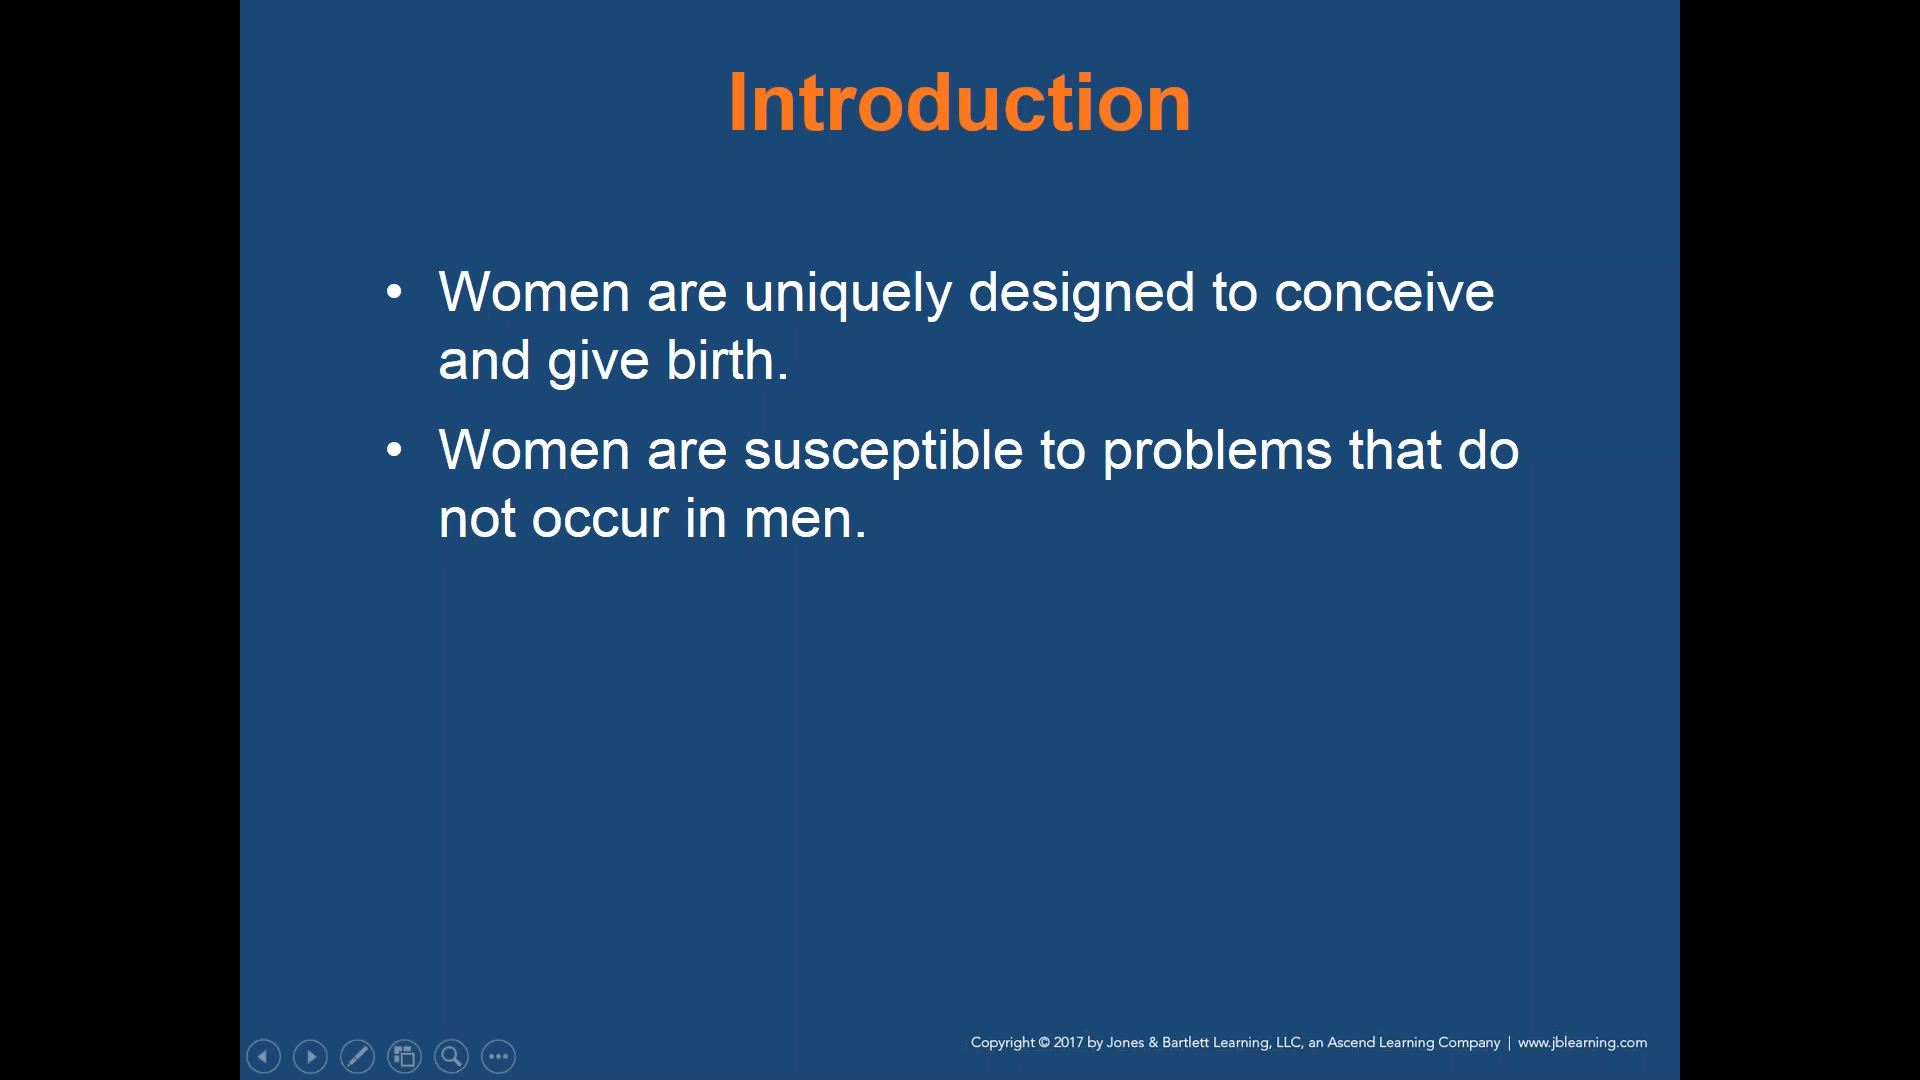 Introduction
• Women are uniquely designed to conceive
and give birth.
• Women are susceptible to problems that do
not occur in men.
Copyright © 2017 by Jones & Bartlett Learning, LLC, an Ascend Learning Company | www.jblearning.com